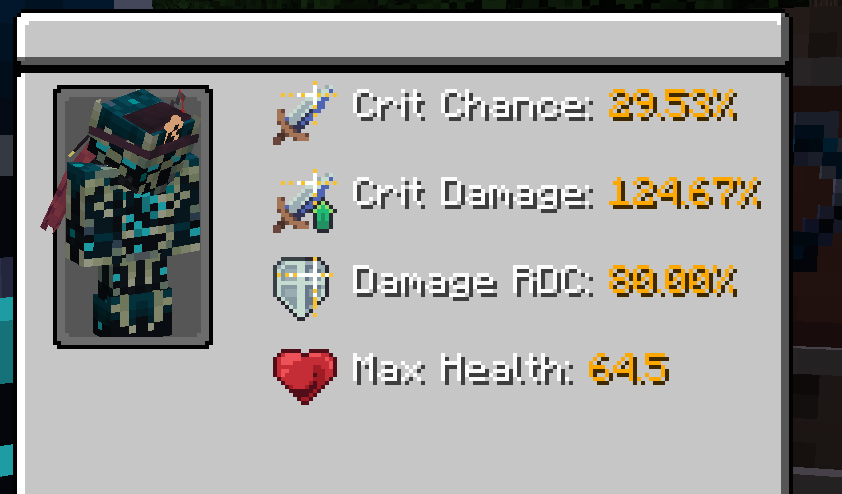 Crit Chance: 29.53%
Crit Damage: 124.67%
Damage RDC: 80.00%
Max Health: 64.5